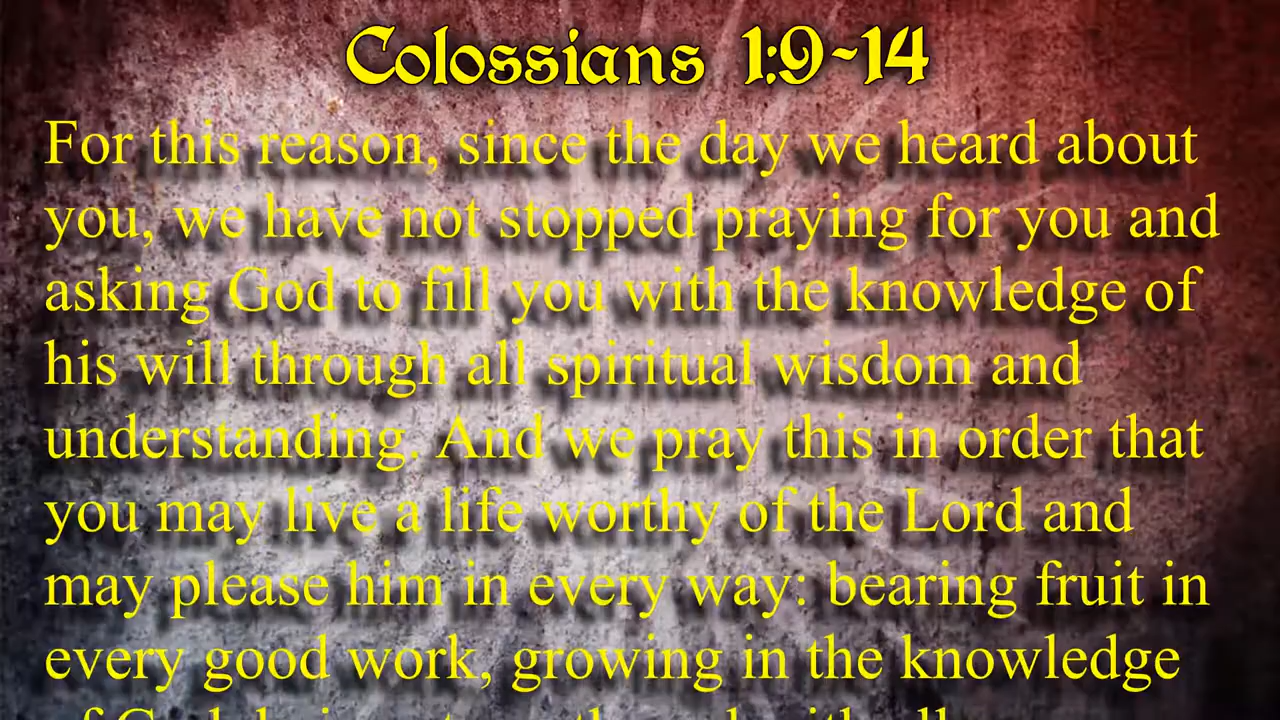 Colossians 1:9-14
For this reason, since the day we heard about
you, we have not stopped praying for you and
asking God to fill you with the knowledge of
his will through all spiritual wisdom and
understanding. And we pray this in order that
you may live a life worthy of the Lord and
may please him in every way: bearing fruit in
every good work, growing in the knowledge